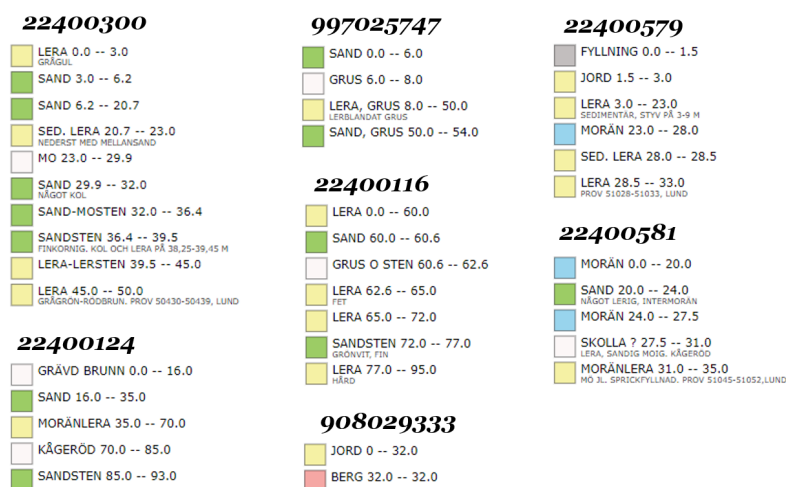 22400300
LERA 0.0 -- 3.0
GRÅGUL
SAND 3.0 -- 6.2
SAND 6.2 -- 20.7
SED. LERA 20.7 -- 23.0
NEDERST MED MELLANSAND
MO 23.0 -- 29.9
SAND 29.9 -- 32.0
NÅGOT KOL
SAND-MOSTEN 32.0 -- 36.4
SANDSTEN 36.4 -- 39.5
FINKORNIG. KOL OCH LERA PÅ 38,25-39,45 M
LERA-LERSTEN 39.5 -- 45.0
LERA 45.0 -- 50.0
GRÅGRÖN-RÖDBRUN. PROV 50430-50439, LUND
22400124
GRÄVD BRUNN 0.0 -- 16.0
SAND 16.0 -- 35.0
MORÄNLERA 35.0 -- 70.0
KÅGERÖD 70.0 -- 85.0
SANDSTEN 85.0 -- 93.0
997025747
SAND 0.0 -- 6.0
GRUS 6.0 -- 8.0
LERA, GRUS 8.0 -- 50.0
LERBLANDAT GRUS
SAND, GRUS 50.0 -- 54.0
22400116
LERA 0.0 -- 60.0
SAND 60.0 -- 60.6
GRUS O STEN 60.6 -- 62.6
LERA 62.6 -- 65.0
FET
LERA 65.0 -- 72.0
SANDSTEN 72.0 -- 77.0
GRÖNVIT, FIN
LERA 77.0 -- 95.0
HÅRD
908029333
JORD 0 -- 32.0
BERG 32.0 -- 32.0
22400579
FYLLNING 0.0 -- 1.5
JORD 1.5 -- 3.0
LERA 3.0 -- 23.0
SEDIMENTÄR, STYV PÅ 3-9 M
MORÄN 23.0 -- 28.0
SED. LERA 28.0 -- 28.5
LERA 28.5 -- 33.0
PROV 51028-51033, LUND
22400581
MORÄN 0.0 -- 20.0
SAND 20.0 -- 24.0
NÅGOT LERIG, INTERMORÄN
MORÄN 24.0 -- 27.5
SKOLLA ? 27.5 -- 31.0
LERA, SANDIG MOIG. KÅGERÖD
MORÄNLERA 31.0 -- 35.0
MO JL. SPRICKFYLLNAD. PROV 51045-51052,LUND